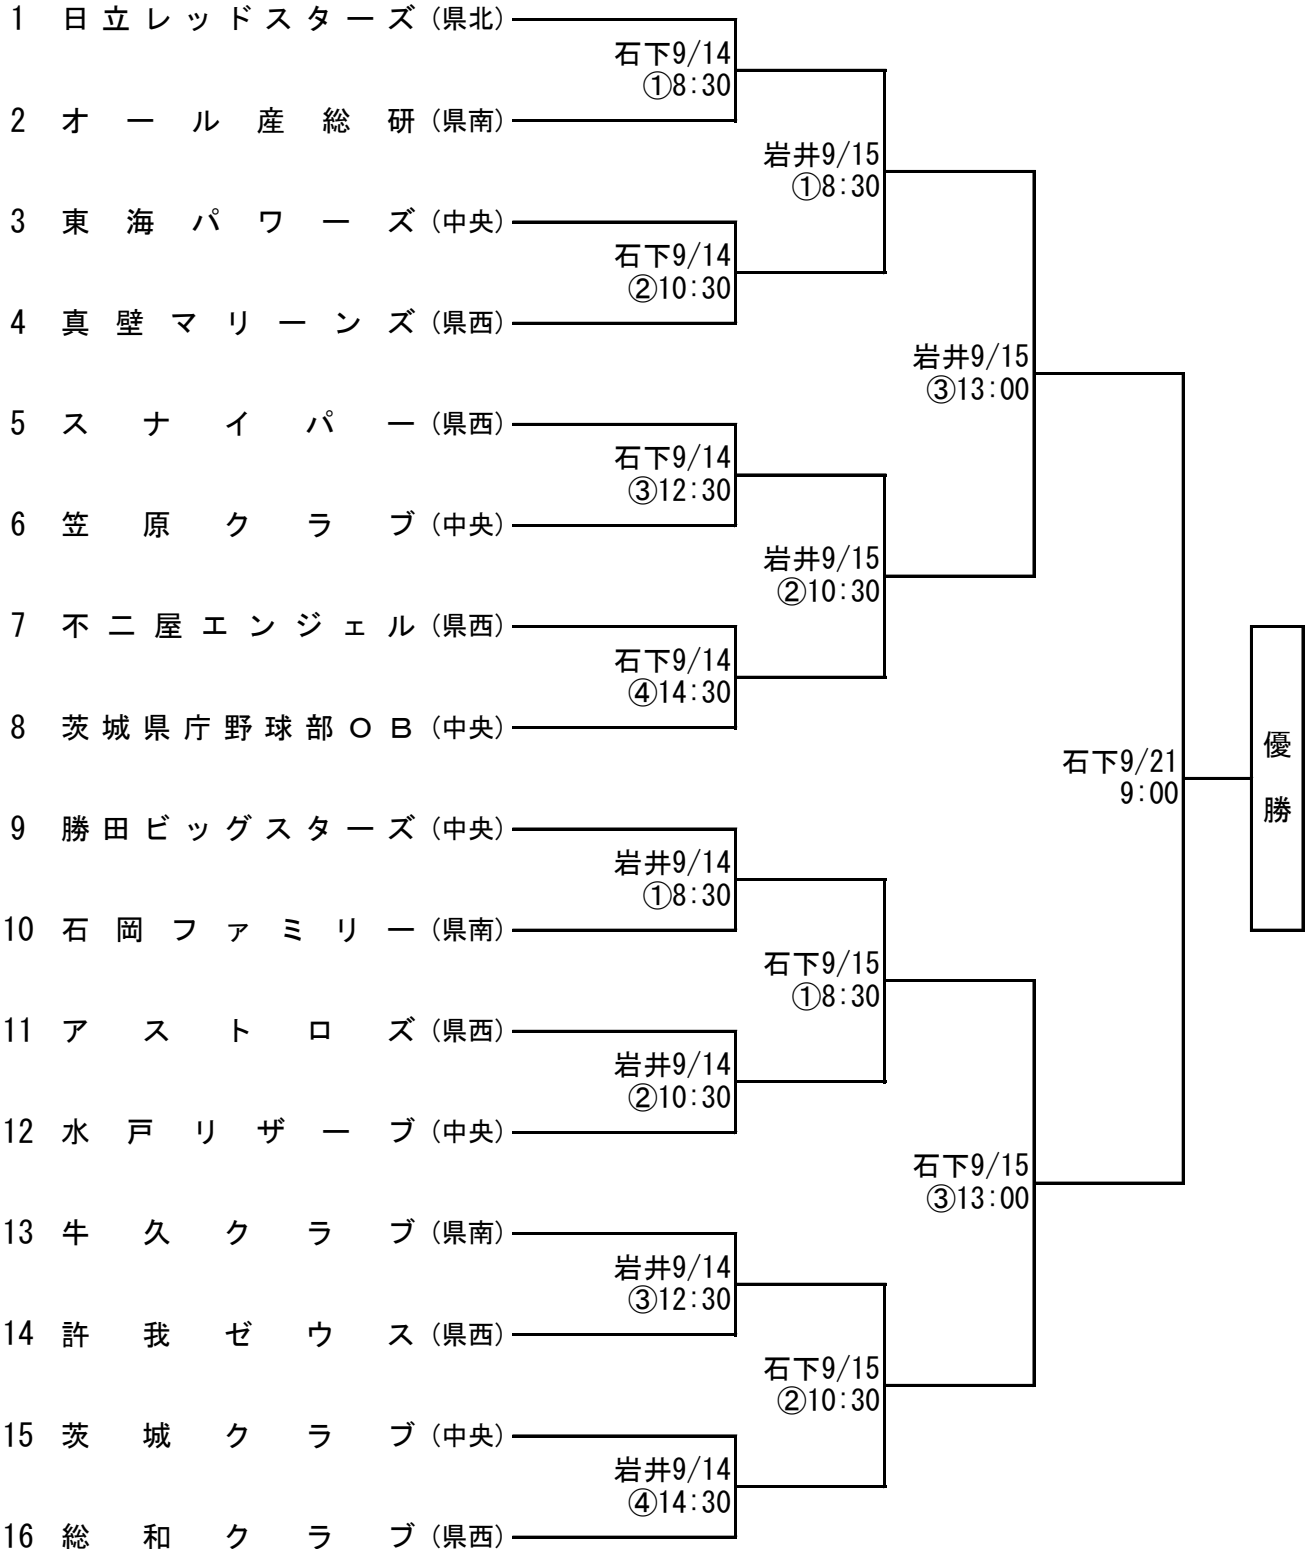 1 日立レッドスターズ (県北)
石下9/14
①8:30
2 オール産総研 (県南)
岩井9/15
①8:30
3 東海パワーズ (中央)
石下9/14
②10:30
4 真壁マリーンズ (県西)
岩井9/15
③13:00
5 スナイパー (県西)
石下9/14
③12:30
6 笠原クラブ (中央)
岩井9/15
②10:30
7 不二屋エンジェル (県西)
石下9/14
④14:30
8 茨城県庁野球部ОB (中央)
石下9/21
9:00
優勝
9 勝田ビッグスターズ (中央)
岩井9/14
①8:30
10 石岡ファミリー (県南)
石下9/15
①8:30
11 アストロズ (県西)
岩井9/14
②10:30
12 水戸リザーブ (中央)
石下9/15
③13:00
13 牛久クラブ (県南)
岩井9/14
③12:30
14 許我ゼウス (県西)
石下9/15
②10:30
15 茨城クラブ (中央)
岩井9/14
④14:30
16 総和クラブ (県西)